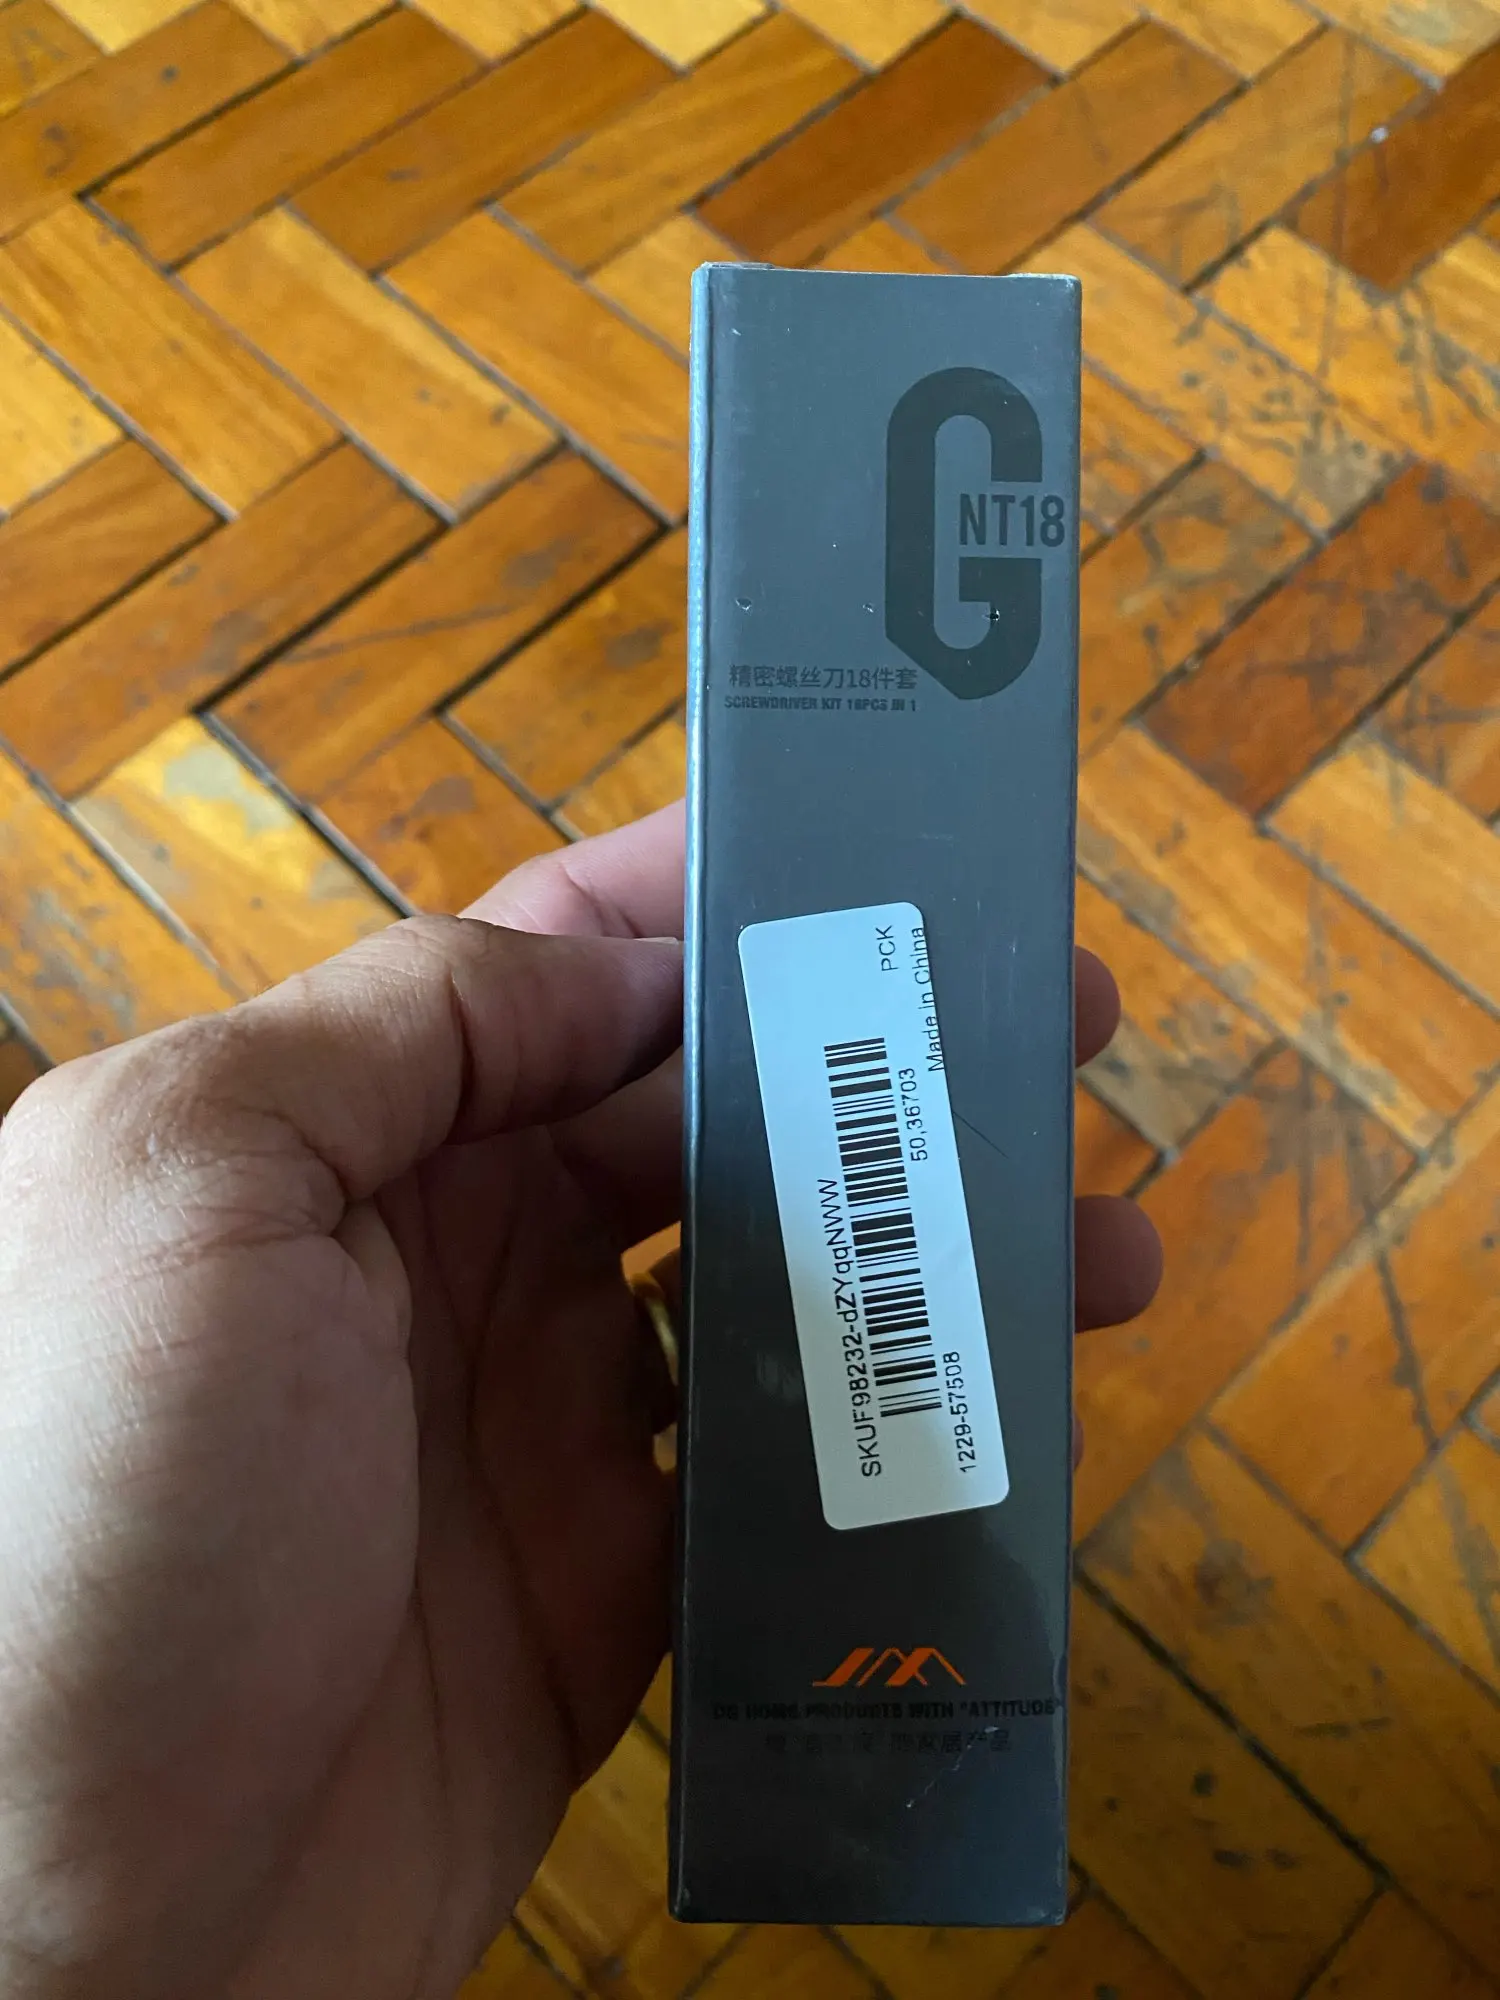 G
NT18
精密螺丝刀18件套
SCREWDRIVER KIT 18PCS IN 1
PCK
Made In China
50,36703
SKUF98232-dZYqqNWW
1229-57508
HOME PRODUCTS WITH "ATTITUDE"